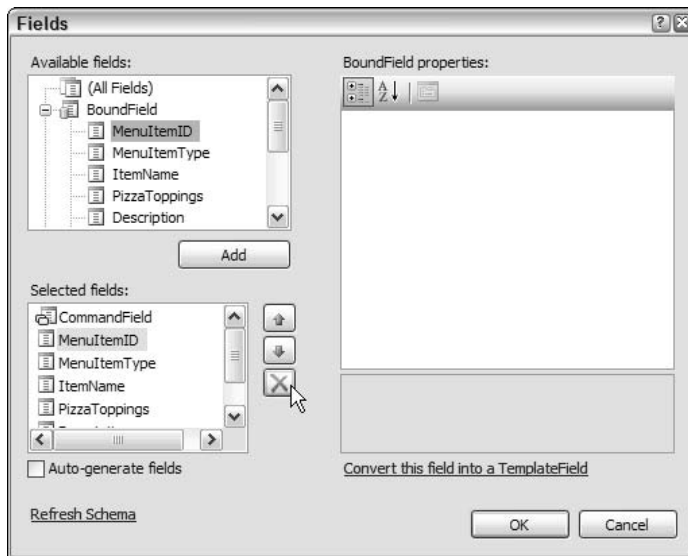 Fields
Available fields:
(All Fields)
BoundField
MenuItemID
MenuItemType
ItemName
PizzaToppings
Description
Add
Selected fields:
CommandField
MenuItemID
MenuItemType
ItemName
PizzaToppings
Auto-generate fields
Refresh Schema
BoundField properties:
A
Z
Convert this field into a TemplateField
OK
Cancel